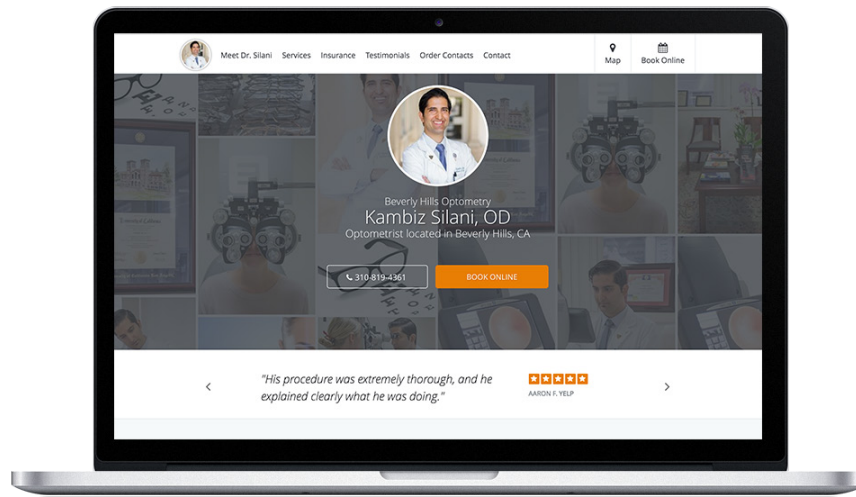 Meet Dr. Silani
Services
Insurance
Testimonials
Order Contacts
Contact
Map
Book Online
Beverly Hills Optometry
Kambiz Silani, OD
Optometrist located in Beverly Hills, CA
310-819-4361
BOOK ONLINE
"His procedure was extremely thorough, and he
explained clearly what he was doing."
AARON F. YELP